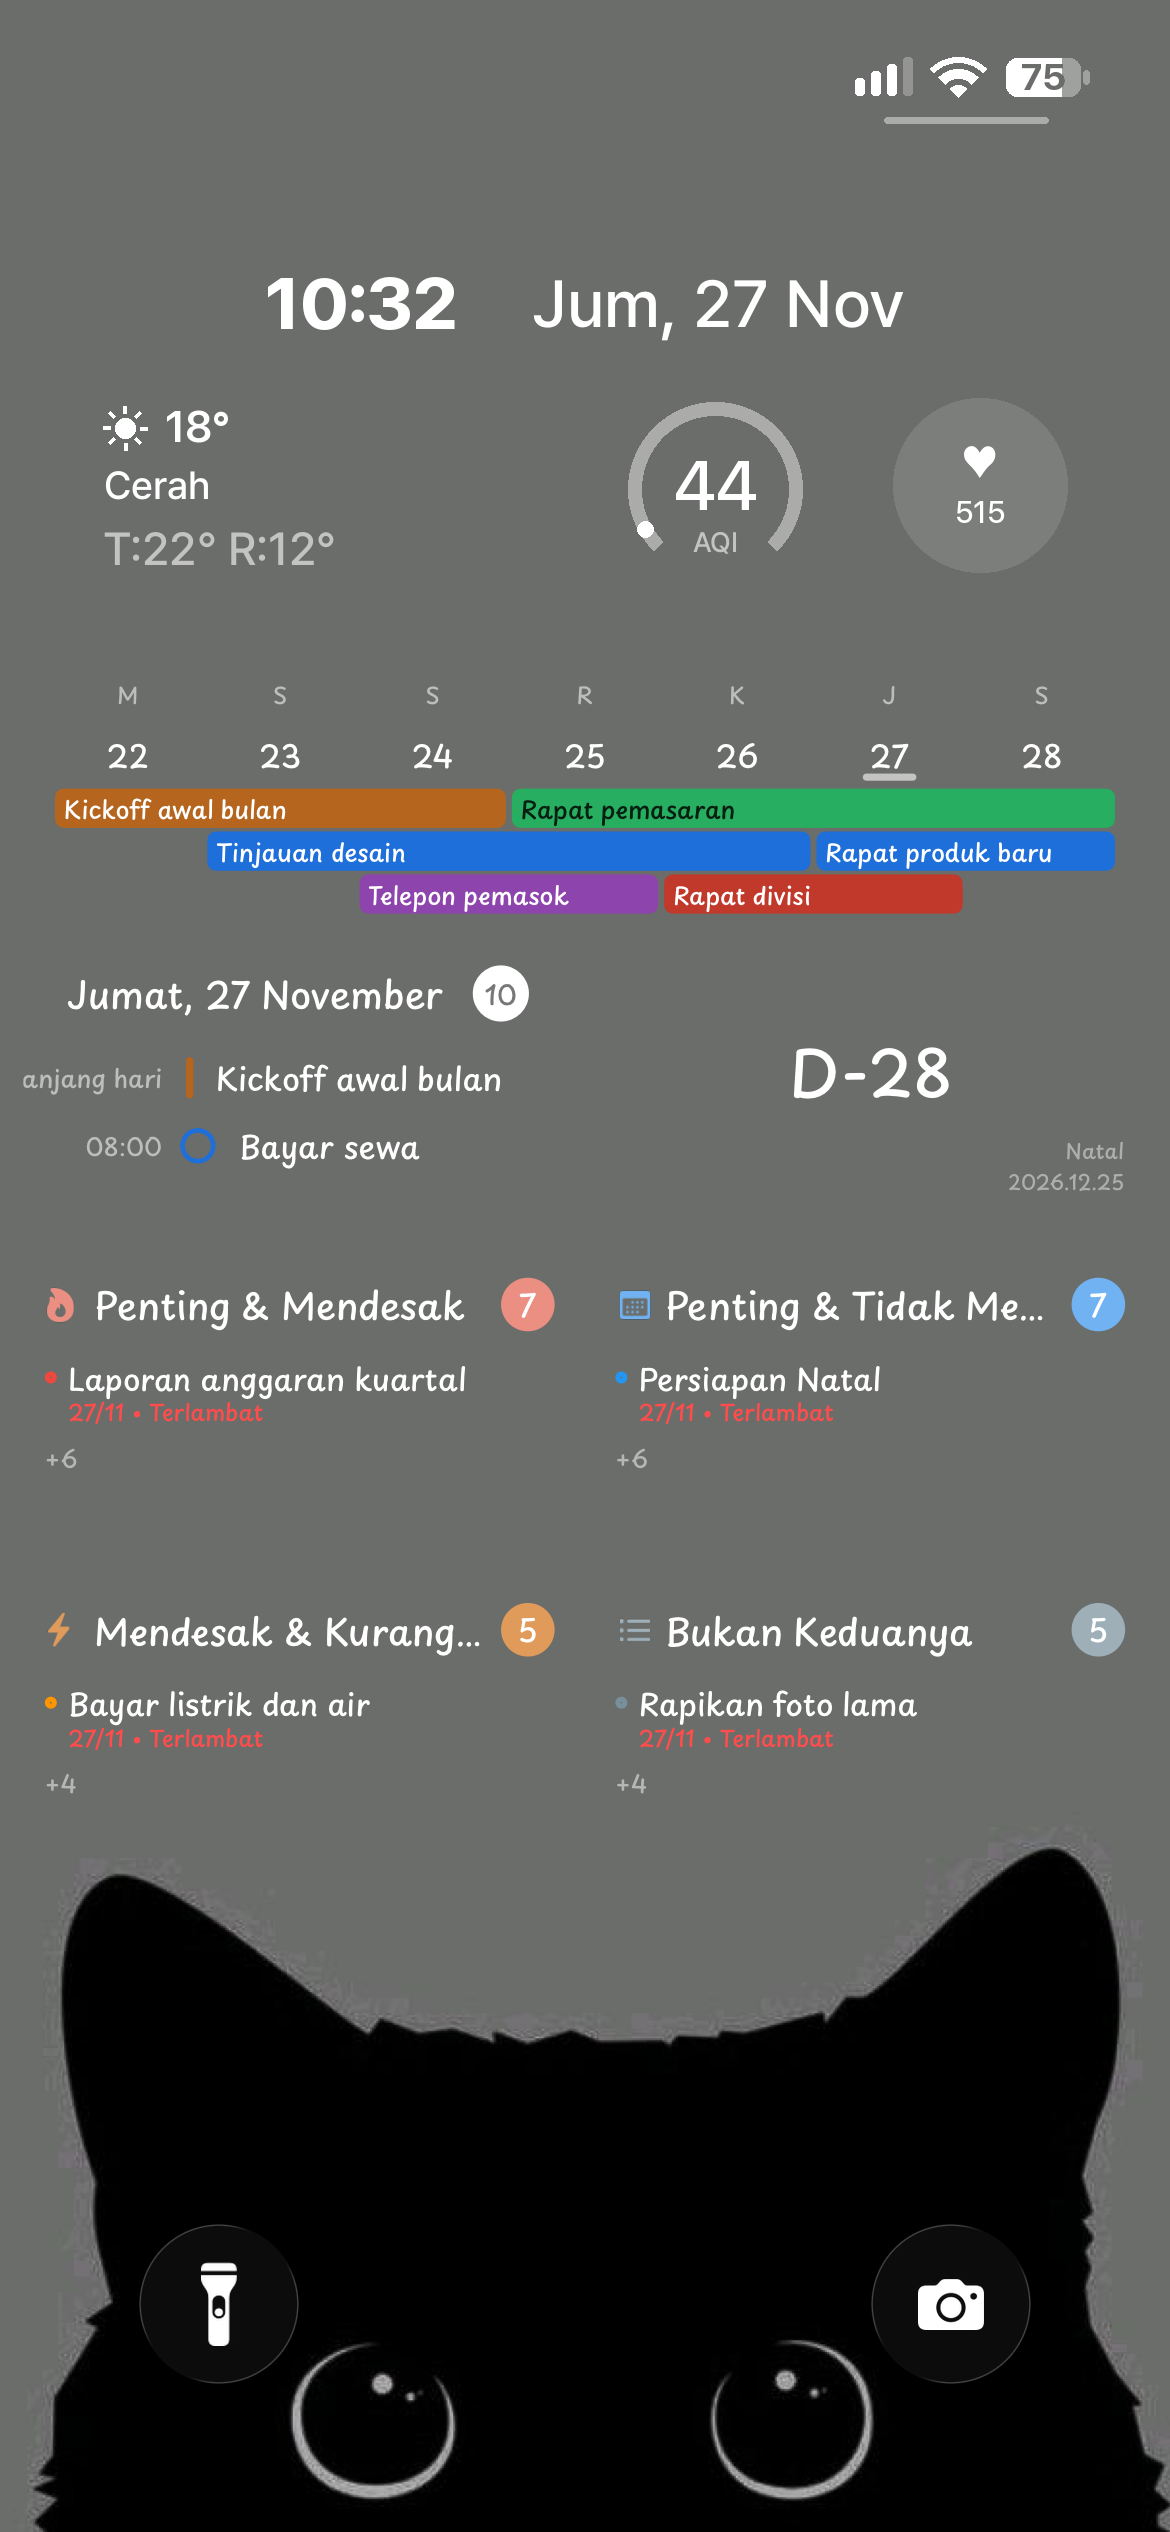 75
10:32 Jum, 27 Nov
18°
Cerah
T:22° R:12°
44
AQI
515
M S S R K J S
22 23 24 25 26 27 28
Kickoff awal bulan
Rapat pemasaran
Tinjauan desain
Rapat produk baru
Telepon pemasok
Rapat divisi
Jumat, 27 November 10
anjang hari Kickoff awal bulan
08:00 Bayar sewa
D-28
Natal
2026.12.25
Penting & Mendesak 7
Laporan anggaran kuartal
27/11 • Terlambat
+6
Penting & Tidak Me... 7
Persiapan Natal
27/11 • Terlambat
+6
Mendesak & Kurang... 5
Bayar listrik dan air
27/11 • Terlambat
+4
Bukan Keduanya 5
Rapikan foto lama
27/11 • Terlambat
+4